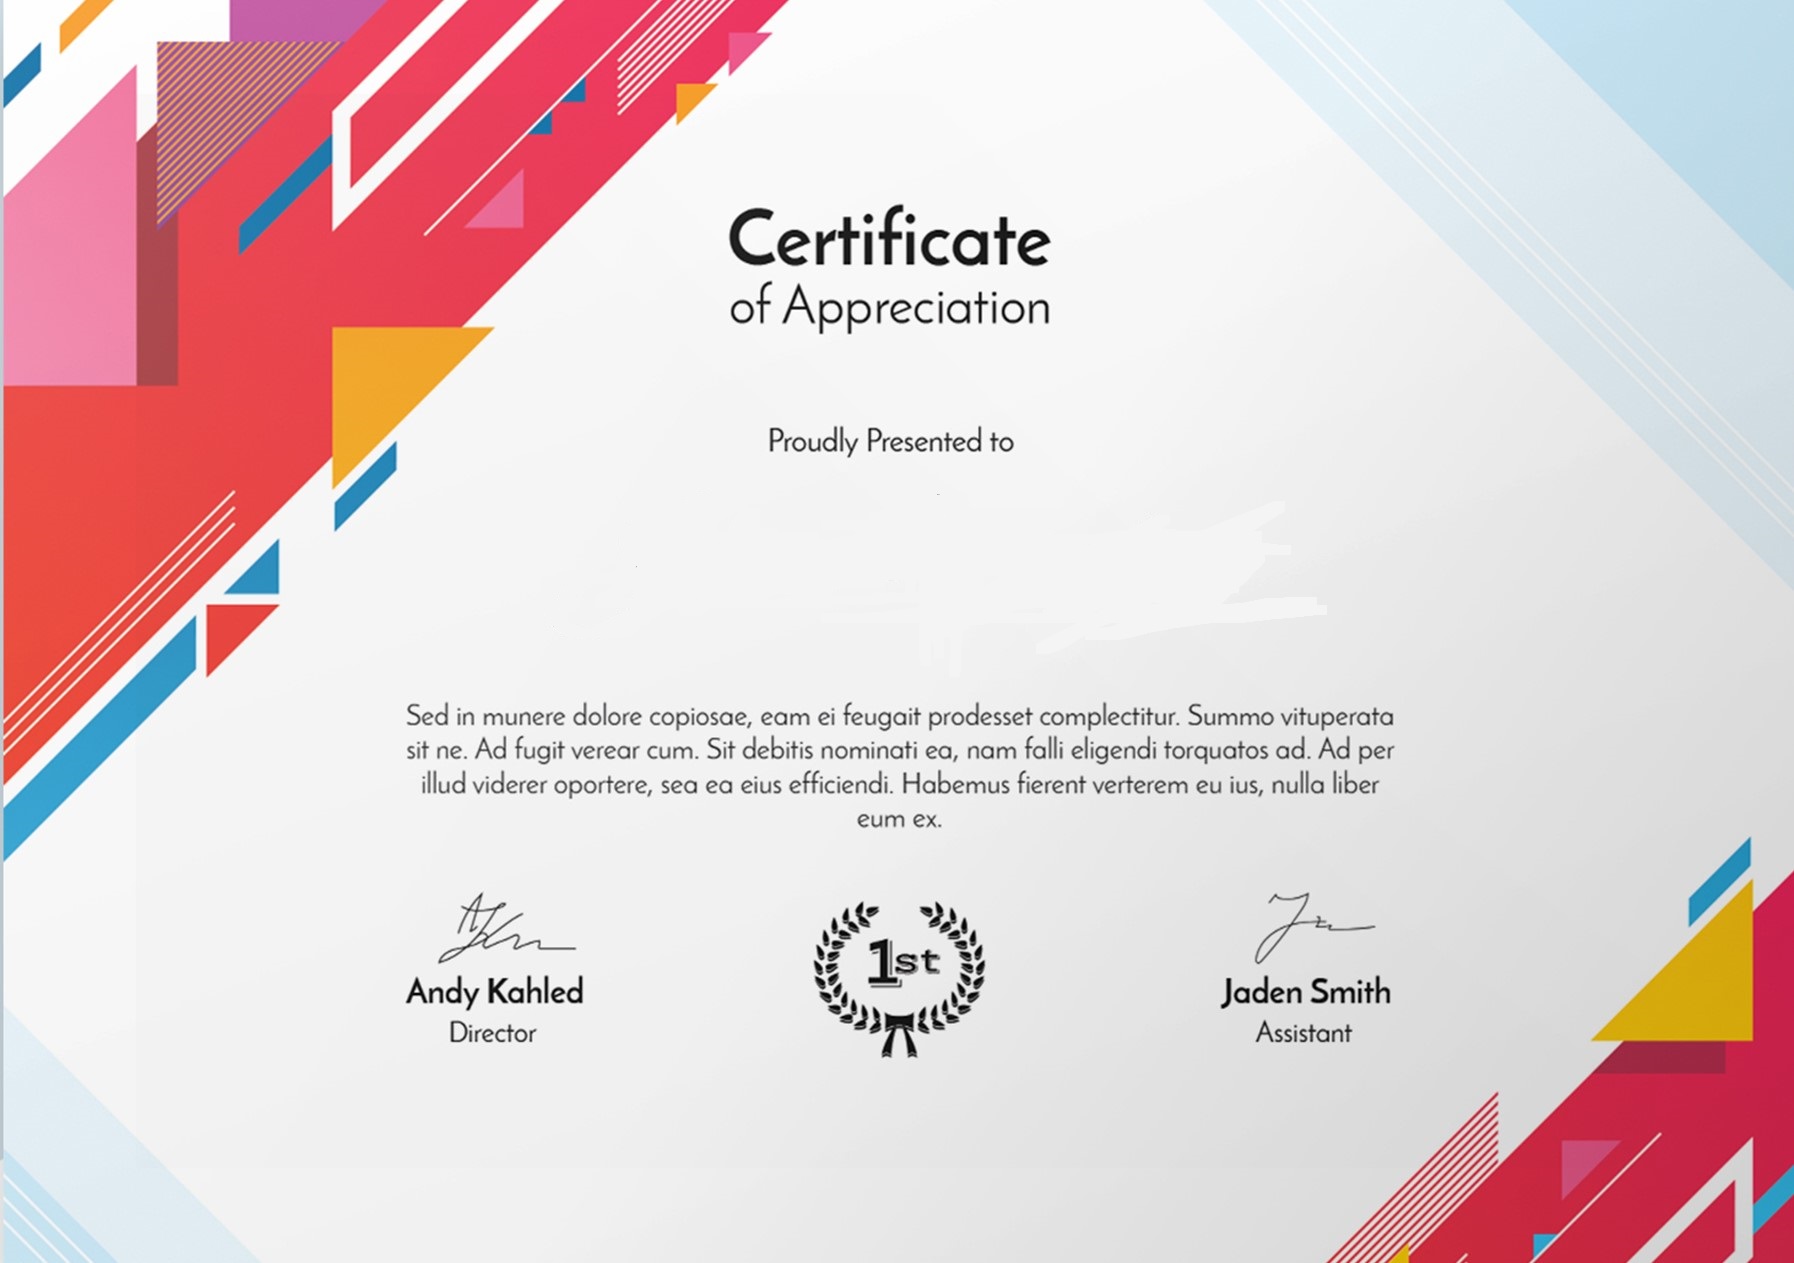 Certificate
of Appreciation
Proudly Presented to
Sed in munere dolore copiosae, eam ei feugait prodesset complectitur. Summo vituperata
sit ne. Ad fugit verear cum. Sit debitis nominati ea, nam falli eligendi torquatos ad. Ad per
illud viderer oportere, sea ea eius efficiendi. Habemus fierent verterem eu ius, nulla liber
eum ex.
1st
Andy Kahled
Director
Jaden Smith
Assistant